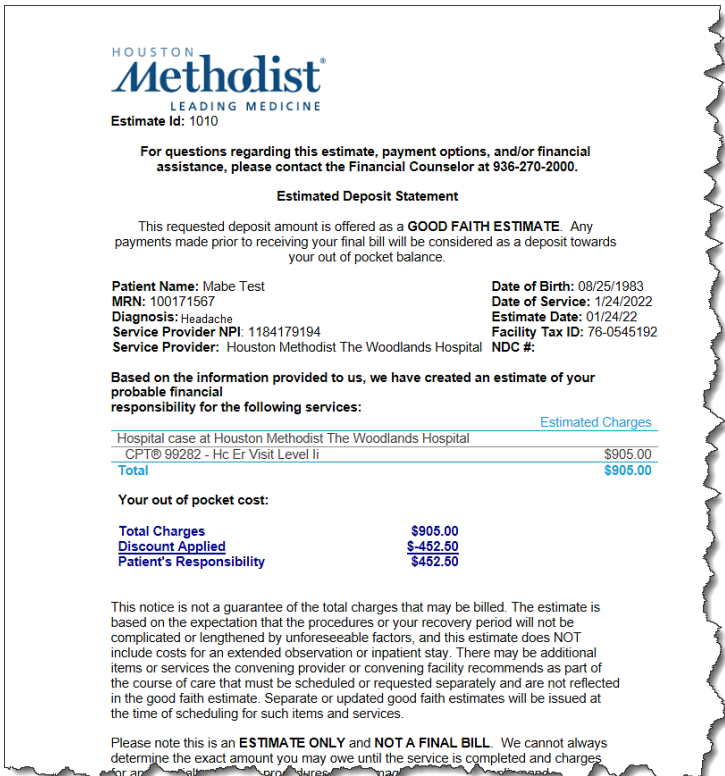 HOUSTON
Methodist®
LEADING MEDICINE
Estimate Id: 1010
For questions regarding this estimate, payment options, and/or financial
assistance, please contact the Financial Counselor at 936-270-2000.
Estimated Deposit Statement
This requested deposit amount is offered as a GOOD FAITH ESTIMATE. Any
payments made prior to receiving your final bill will be considered as a deposit towards
your out of pocket balance.
Patient Name: Mabe Test Date of Birth: 08/25/1983
MRN: 100171567 Date of Service: 1/24/2022
Diagnosis: Headache Estimate Date: 01/24/22
Service Provider NPI: 1184179194 Facility Tax ID: 76-0545192
Service Provider: Houston Methodist The Woodlands Hospital NDC #:
Based on the information provided to us, we have created an estimate of your
probable financial
responsibility for the following services:
Estimated Charges
Hospital case at Houston Methodist The Woodlands Hospital
CPT® 99282 - Hc Er Visit Level Ii $905.00
Total $905.00
Your out of pocket cost:
Total Charges $905.00
Discount Applied $-452.50
Patient's Responsibility $452.50
This notice is not a guarantee of the total charges that may be billed. The estimate is
based on the expectation that the procedures or your recovery period will not be
complicated or lengthened by unforeseeable factors, and this estimate does NOT
include costs for an extended observation or inpatient stay. There may be additional
items or services the convening provider or convening facility recommends as part of
the course of care that must be scheduled or requested separately and are not reflected
in the good faith estimate. Separate or updated good faith estimates will be issued at
the time of scheduling for such items and services.
Please note this is an ESTIMATE ONLY and NOT A FINAL BILL. We cannot always
determine the exact amount you may owe until the service is completed and charges